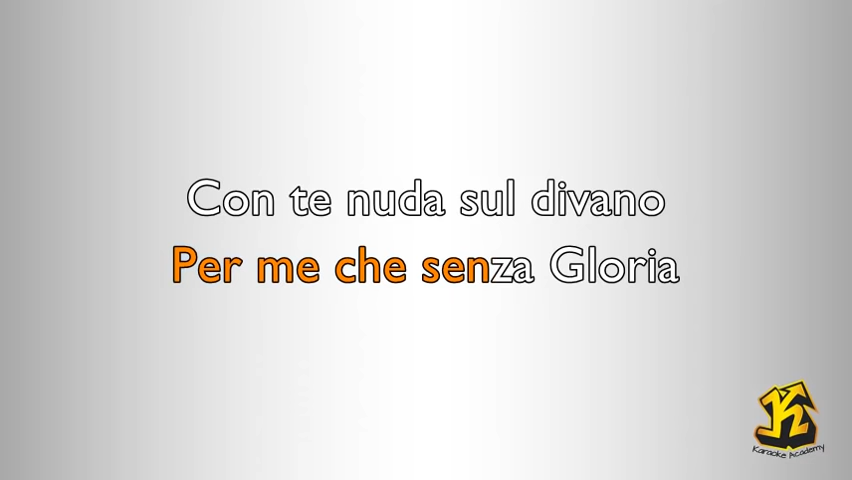 Con te nuda sul divano
Per me che senza Gloria
K
Karaoke Academy